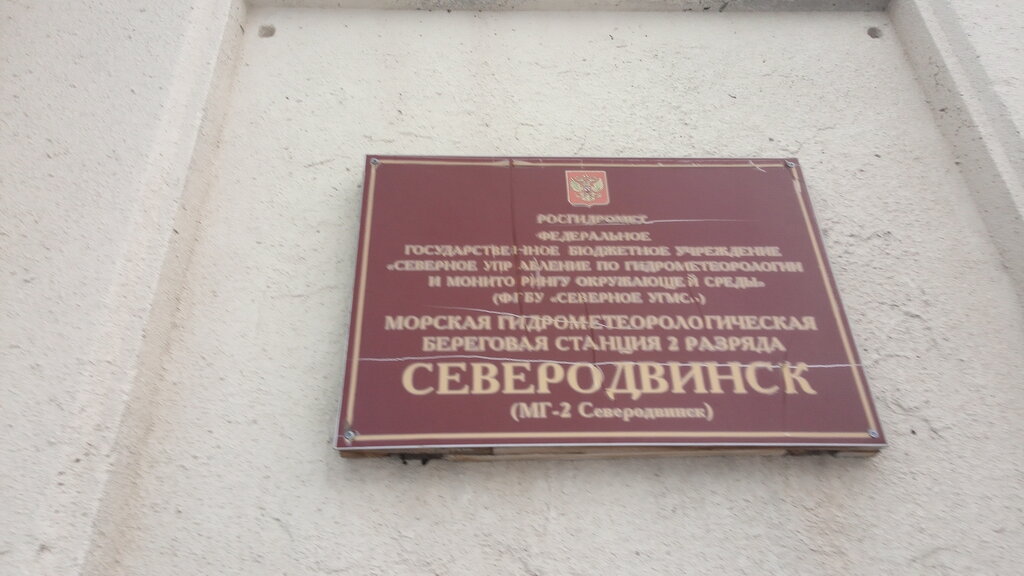 РОСГИДРОМЕТ
ФЕДЕРАЛЬНОЕ
ГОСУДАРСТВЕННОЕ БЮДЖЕТНОЕ УЧРЕЖДЕНИЕ
«СЕВЕРНОЕ УПРАВЛЕНИЕ ПО ГИДРОМЕТЕОРОЛОГИИ
И МОНИТОРИНГУ ОКРУЖАЮЩЕЙ СРЕДЫ»
(ФГБУ «СЕВЕРНОЕ УГМС»)
МОРСКАЯ ГИДРОМЕТЕОРОЛОГИЧЕСКАЯ
БЕРЕГОВАЯ СТАНЦИЯ 2 РАЗРЯДА
СЕВЕРОДВИНСК
(МГ-2 Северодвинск)